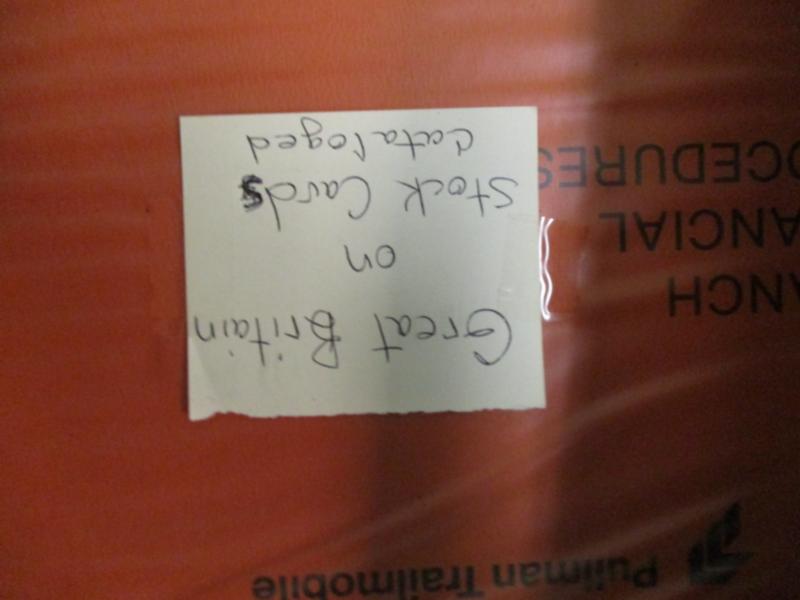 Pullman Trailmobile
Great Britain
on
Stock Cards
Cataloged
ANCH
ANCIAL
OCEDURES